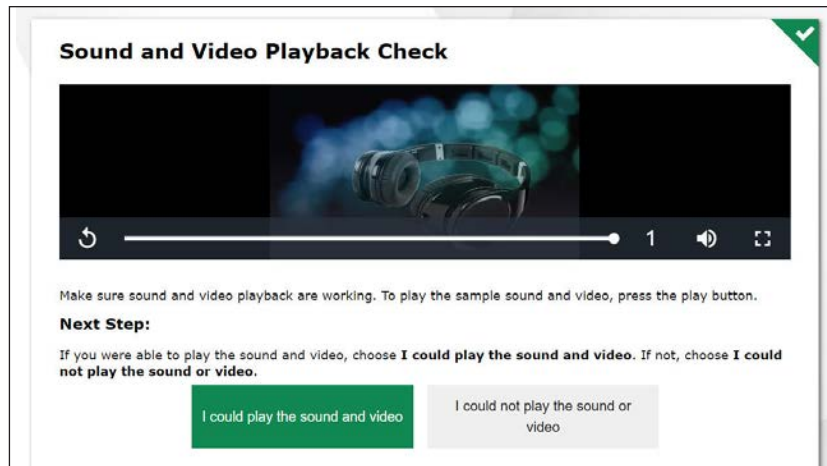 Sound and Video Playback Check
1
Make sure sound and video playback are working. To play the sample sound and video, press the play button.
Next Step:
If you were able to play the sound and video, choose I could play the sound and video. If not, choose I could
not play the sound or video.
I could play the sound and video
I could not play the sound or
video